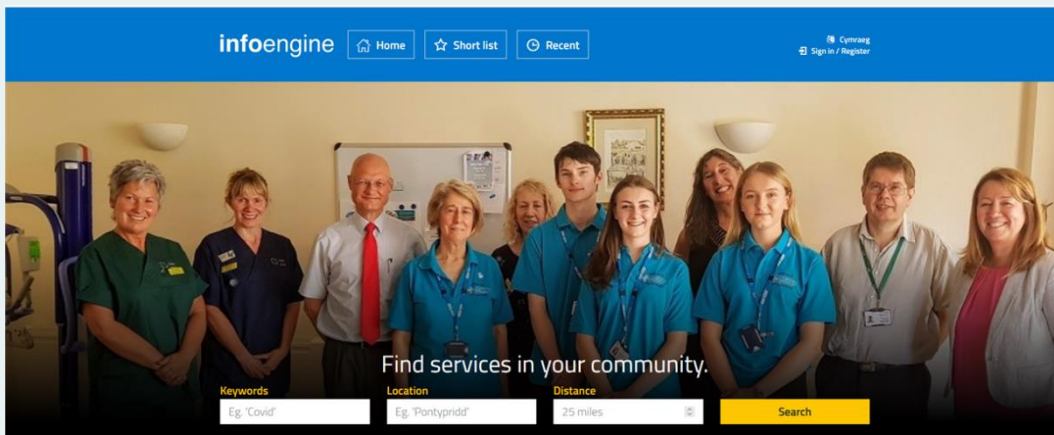 infoengine
Home
Short list
Recent
Cymraeg
Sign in / Register
Find services in your community.
Keywords
Location
Distance
Eg. 'Covid'
Eg. 'Pontypridd'
25 miles
Search